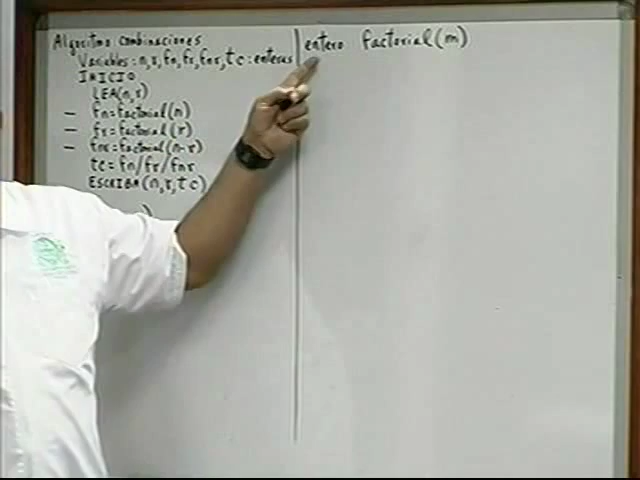 Algoritmo combinaciones
Variables: n, r, fn, fr, fnr, tc: enteras
INICIO
LEA(n,r)
— fn=factorial(n)
— fr=factorial(r)
— fnr=factorial(n-r)
tc = fn/fr/fnr
ESCRIBA(n,r,tc)
entero factorial(m)